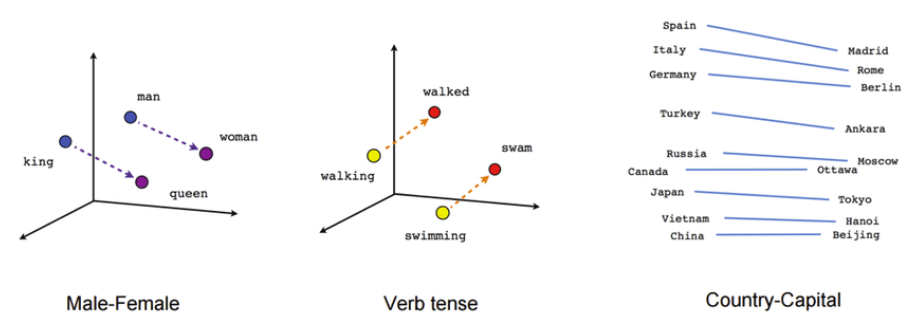 man
woman
king
queen
Male-Female
walked
swam
walking
swimming
Verb tense
Spain Madrid
Italy Rome
Germany Berlin
Turkey Ankara
Russia Moscow
Canada Ottawa
Japan Tokyo
Vietnam Hanoi
China Beijing
Country-Capital